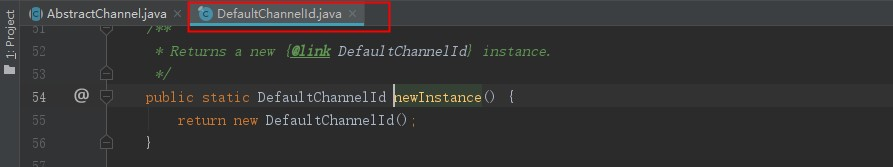 AbstractChannel.java × DefaultChannelId.java ×
1: Project
51 /**
52 * Returns a new {@link DefaultChannelId} instance.
53 */
54 @ public static DefaultChannelId newInstance() {
55 return new DefaultChannelId();
56 }
57